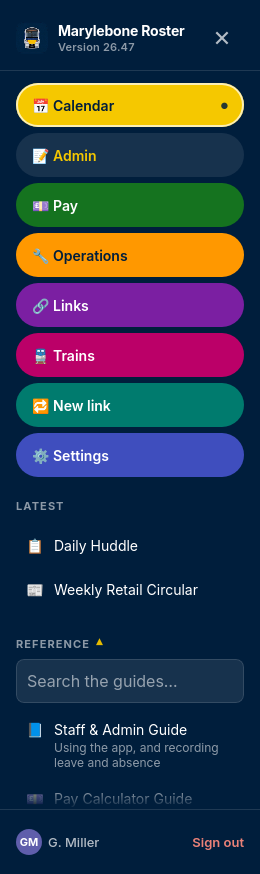 Marylebone Roster
Version 26.47
Calendar
Admin
Pay
Operations
Links
Trains
New link
Settings
LATEST
Daily Huddle
Weekly Retail Circular
REFERENCE
Search the guides...
Staff & Admin Guide
Using the app, and recording
leave and absence
Pay Calculator Guide
GM G. Miller Sign out